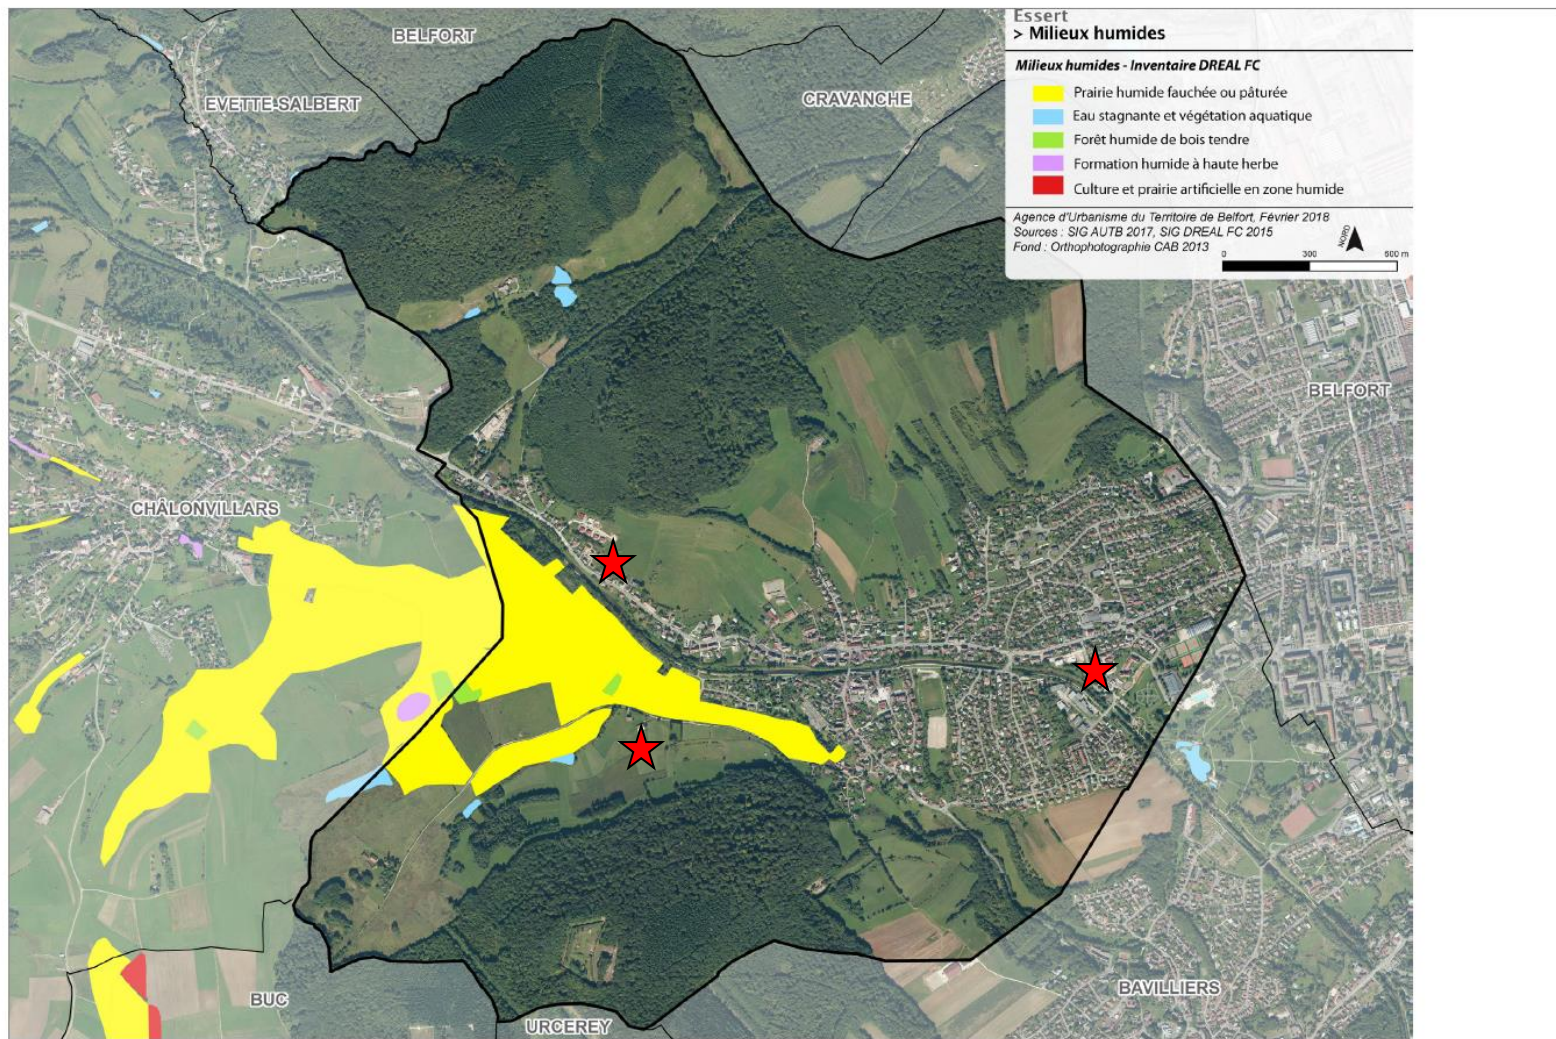 Essert
> Milieux humides
Milieux humides - Inventaire DREAL FC
Prairie humide fauchée ou pâturée
Eau stagnante et végétation aquatique
Forêt humide de bois tendre
Formation humide à haute herbe
Culture et prairie artificielle en zone humide
Agence d'Urbanisme du Territoire de Belfort, Février 2018
Sources : SIG AUTB 2017, SIG DREAL FC 2015
Fond : Orthophotographie CAB 2013
NORD
0 300 600 m
BELFORT
EVETTE-SALBERT
CRAVANCHE
BELFORT
CHÂLONVILLARS
BAVILLIERS
BUC
URCEREY